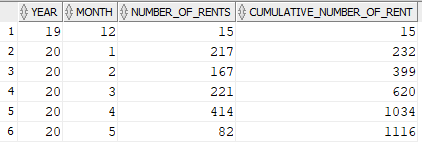 YEAR MONTH NUMBER_OF_RENTS CUMULATIVE_NUMBER_OF_RENT
1 19 12 15 15
2 20 1 217 232
3 20 2 167 399
4 20 3 221 620
5 20 4 414 1034
6 20 5 82 1116